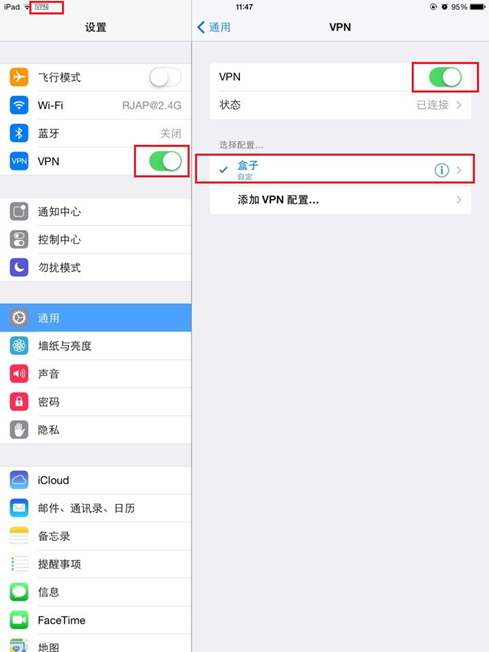 iPad VPN 11:47 95%
设置
飞行模式
Wi-Fi RJAP@2.4G
蓝牙 关闭
VPN VPN
通知中心
控制中心
勿扰模式
通用
墙纸与亮度
声音
密码
隐私
iCloud
邮件、通讯录、日历
备忘录
提醒事项
信息
FaceTime
地图
通用 VPN
VPN
状态 已连接
选择配置...
盒子
自定
添加 VPN 配置...